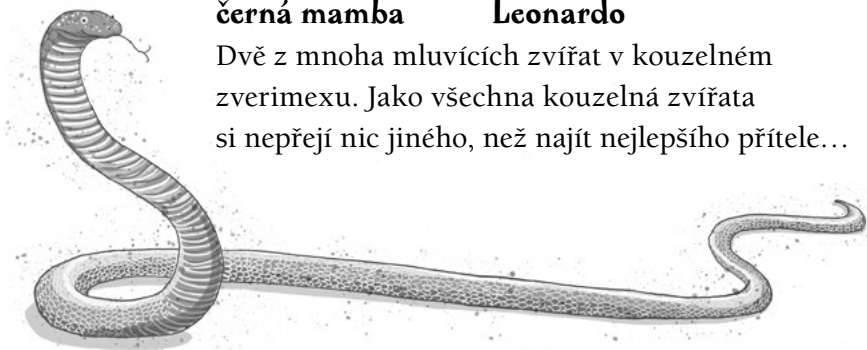 černá mamba Leonardo
Dvě z mnoha mluvících zvířat v kouzelném
zverimexu. Jako všechna kouzelná zvířata
si nepřejí nic jiného, než najít nejlepšího přítele…